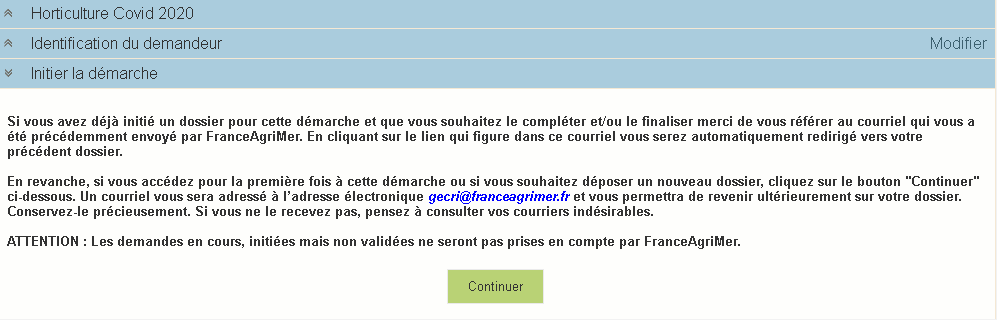 Horticulture Covid 2020
Identification du demandeur Modifier
Initier la démarche
Si vous avez déjà initié un dossier pour cette démarche et que vous souhaitez le compléter et/ou le finaliser merci de vous référer au courriel qui vous a
été précédemment envoyé par FranceAgriMer. En cliquant sur le lien qui figure dans ce courriel vous serez automatiquement redirigé vers votre
précédent dossier.
En revanche, si vous accédez pour la première fois à cette démarche ou si vous souhaitez déposer un nouveau dossier, cliquez sur le bouton "Continuer"
ci-dessous. Un courriel vous sera adressé à l’adresse électronique gecri@franceagrimer.fr et vous permettra de revenir ultérieurement sur votre dossier.
Conservez-le précieusement. Si vous ne le recevez pas, pensez à consulter vos courriers indésirables.
ATTENTION : Les demandes en cours, initiées mais non validées ne seront pas prises en compte par FranceAgriMer.
Continuer